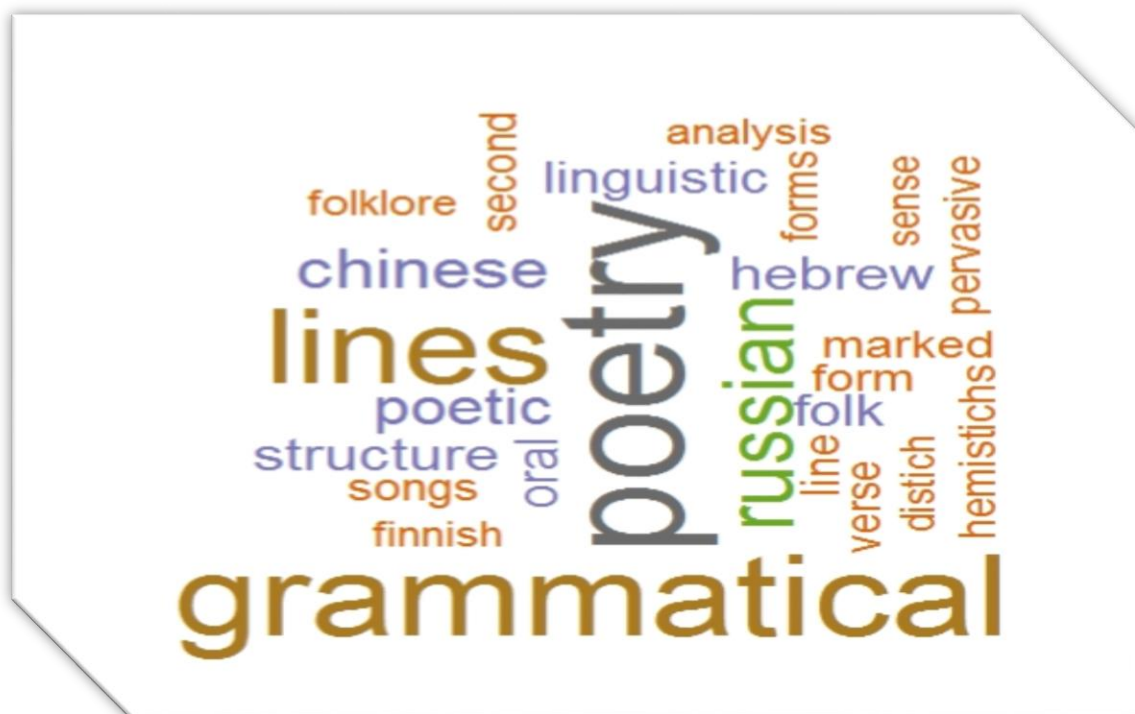 analysis
second
linguistic
forms
sense
pervasive
folklore
chinese
poetry
hebrew
lines
russian
marked
form
poetic
folk
hemistichs
structure
oral
line
verse
distich
songs
finnish
grammatical